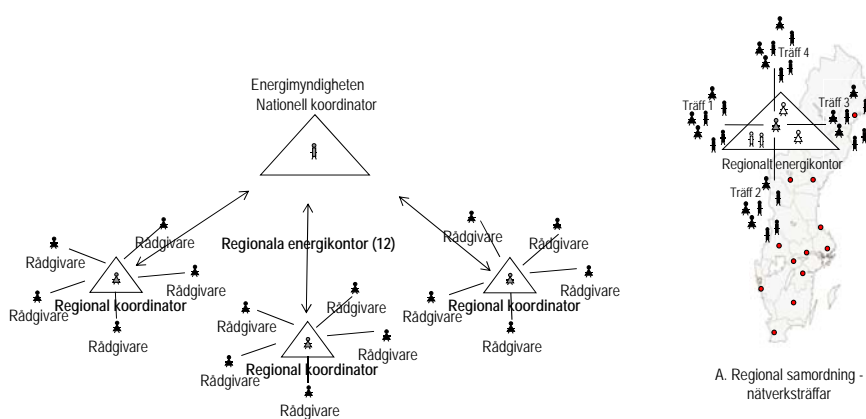 Energimyndigheten
Nationell koordinator
Rådgivare
Rådgivare
Regionala energikontor (12)
Rådgivare
Rådgivare
Rådgivare
Regional koordinator
Rådgivare
Rådgivare
Rådgivare
Rådgivare
Regional koordinator
Rådgivare
Rådgivare
Rådgivare
Regional koordinator
Rådgivare
Rådgivare
Rådgivare
Träff 4
Träff 1
Träff 3
Regionalt energikontor
Träff 2
A. Regional samordning -
nätverksträffar